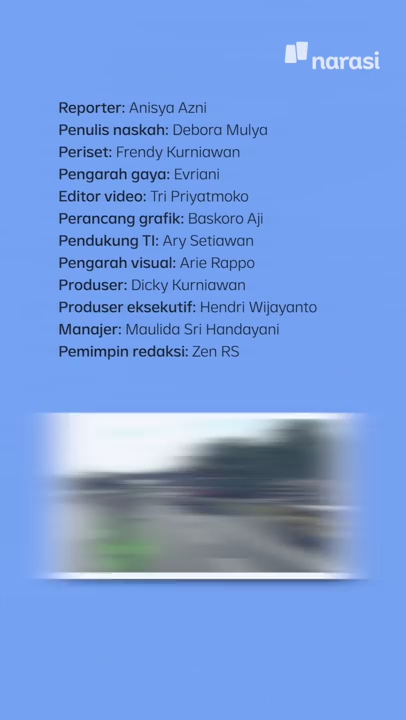 narasi
Reporter: Anisya Azni
Penulis naskah: Debora Mulya
Periset: Frendy Kurniawan
Pengarah gaya: Evriani
Editor video: Tri Priyatmoko
Perancang grafik: Baskoro Aji
Pendukung TI: Ary Setiawan
Pengarah visual: Arie Rappo
Produser: Dicky Kurniawan
Produser eksekutif: Hendri Wijayanto
Manajer: Maulida Sri Handayani
Pemimpin redaksi: Zen RS